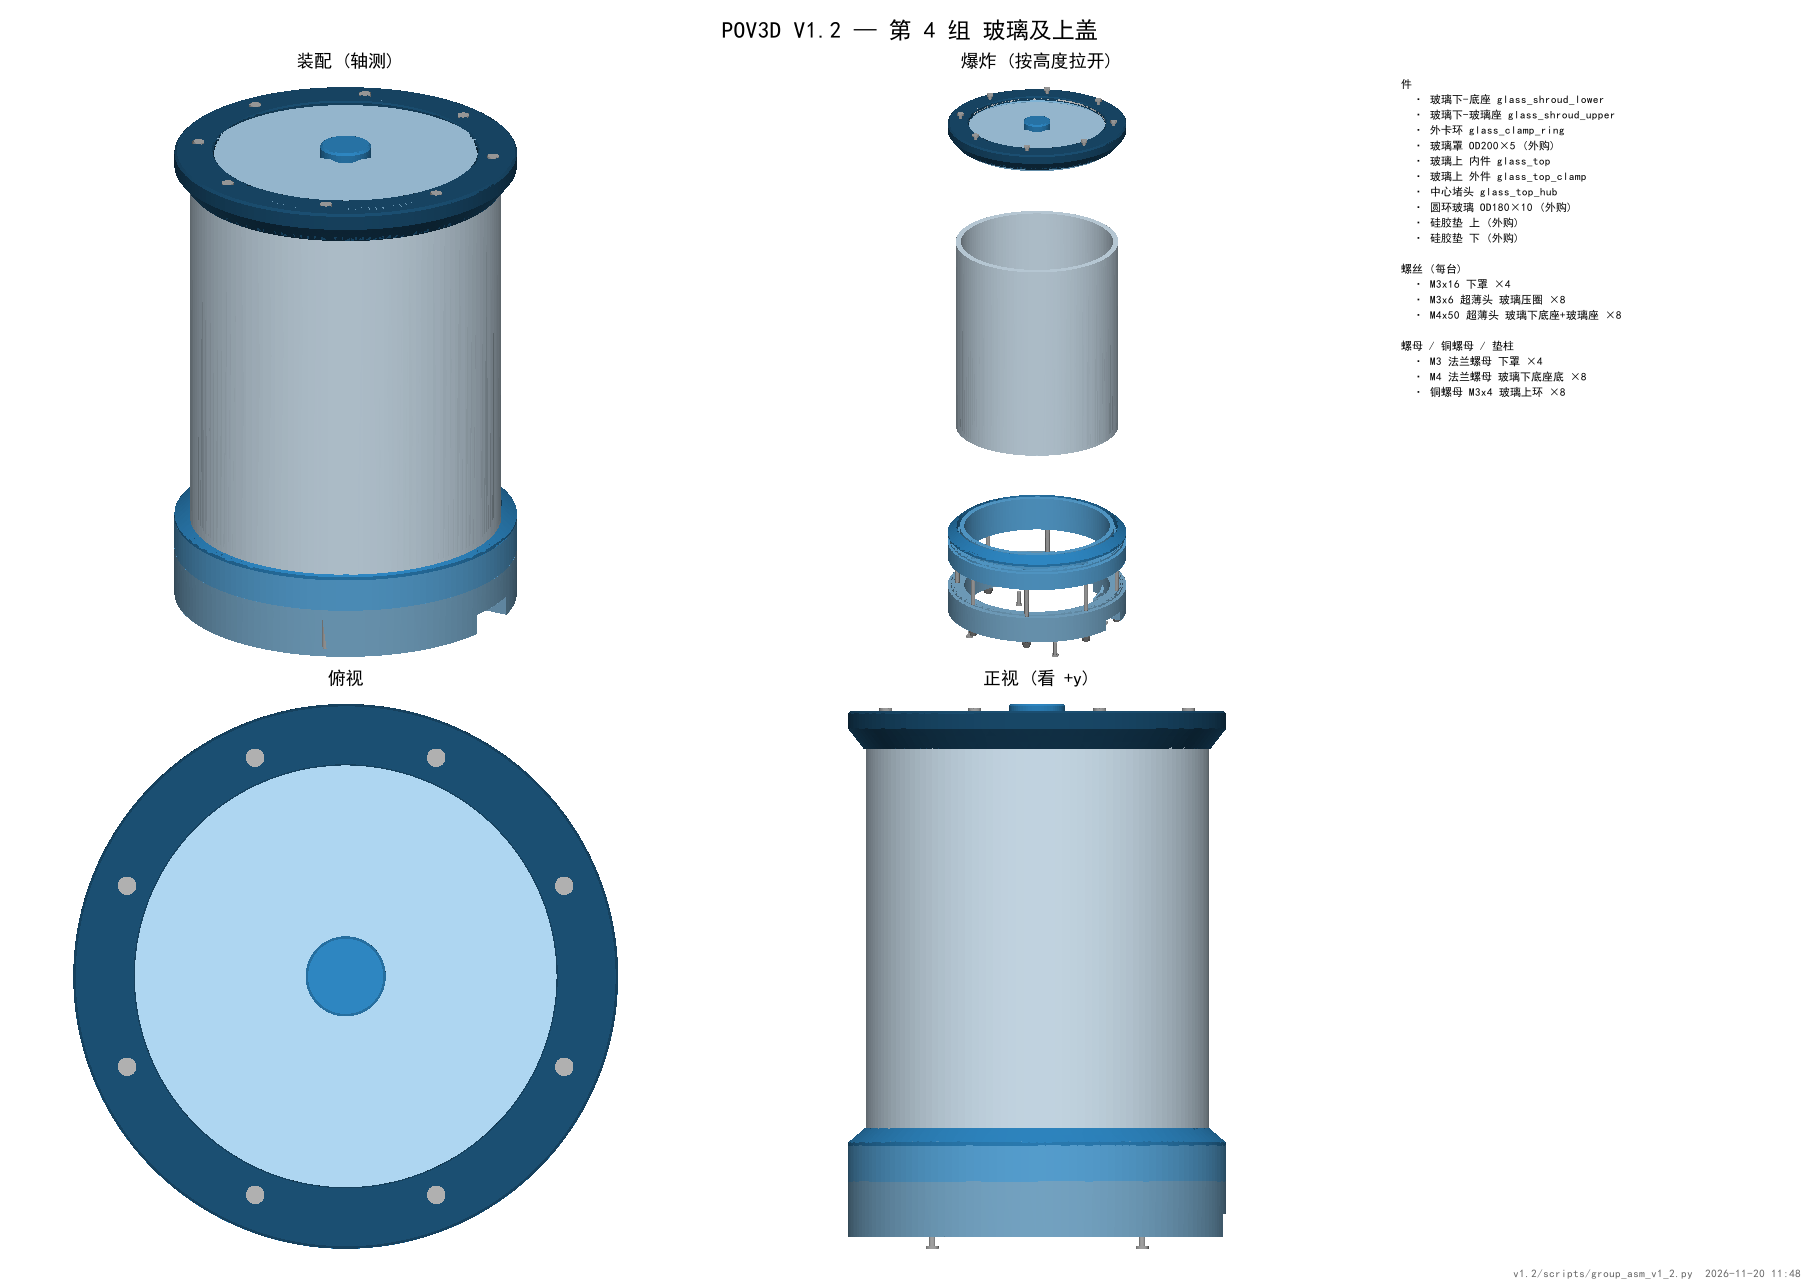 POV3D V1.2 — 第 4 组 玻璃及上盖
装配 (轴测)
爆炸 (按高度拉开)
件
· 玻璃下-底座 glass_shroud_lower
· 玻璃下-玻璃座 glass_shroud_upper
· 外卡环 glass_clamp_ring
· 玻璃罩 OD200×5 (外购)
· 玻璃上 内件 glass_top
· 玻璃上 外件 glass_top_clamp
· 中心堵头 glass_top_hub
· 圆环玻璃 OD180×10 (外购)
· 硅胶垫 上 (外购)
· 硅胶垫 下 (外购)
螺丝 (每台)
· M3x16 下罩 ×4
· M3x6 超薄头 玻璃压圈 ×8
· M4x50 超薄头 玻璃下底座+玻璃座 ×8
螺母 / 铜螺母 / 垫柱
· M3 法兰螺母 下罩 ×4
· M4 法兰螺母 玻璃下底座底 ×8
· 铜螺母 M3x4 玻璃上环 ×8
俯视
正视 (看 +y)
v1.2/scripts/group_asm_v1_2.py 2026-11-20 11:48